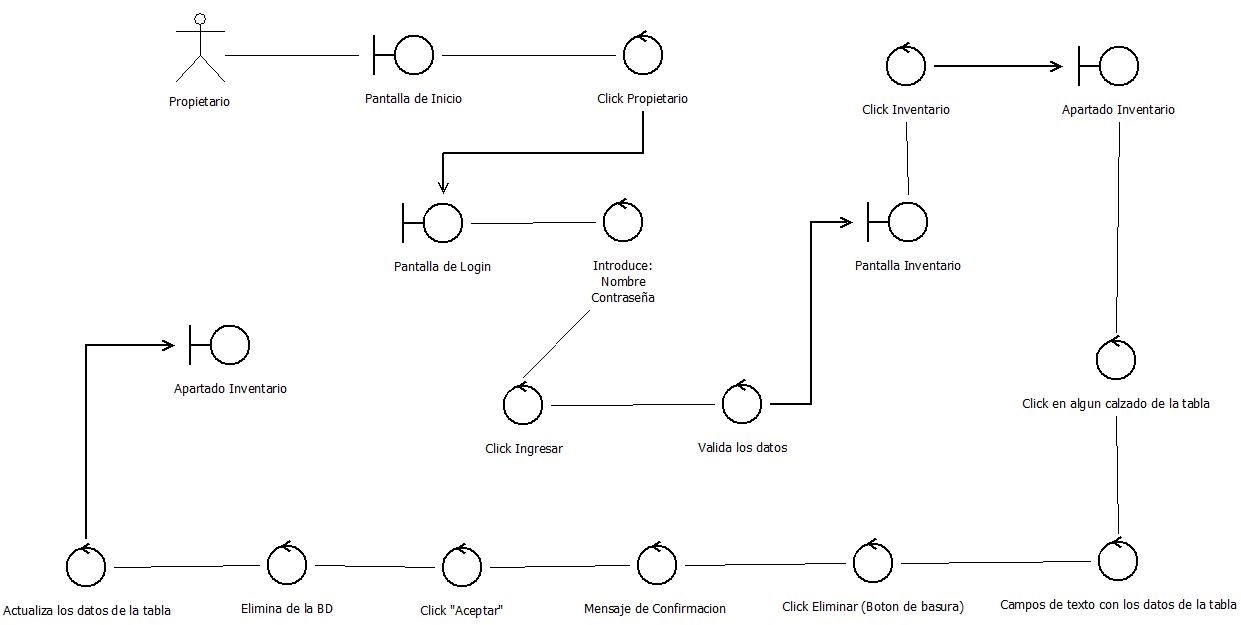 Propietario
Pantalla de Inicio
Click Propietario
Click Inventario
Apartado Inventario
Pantalla de Login
Introduce:
Nombre
Contraseña
Pantalla Inventario
Apartado Inventario
Click en algun calzado de la tabla
Click Ingresar
Valida los datos
Actualiza los datos de la tabla
Elimina de la BD
Click "Aceptar"
Mensaje de Confirmacion
Click Eliminar (Boton de basura)
Campos de texto con los datos de la tabla